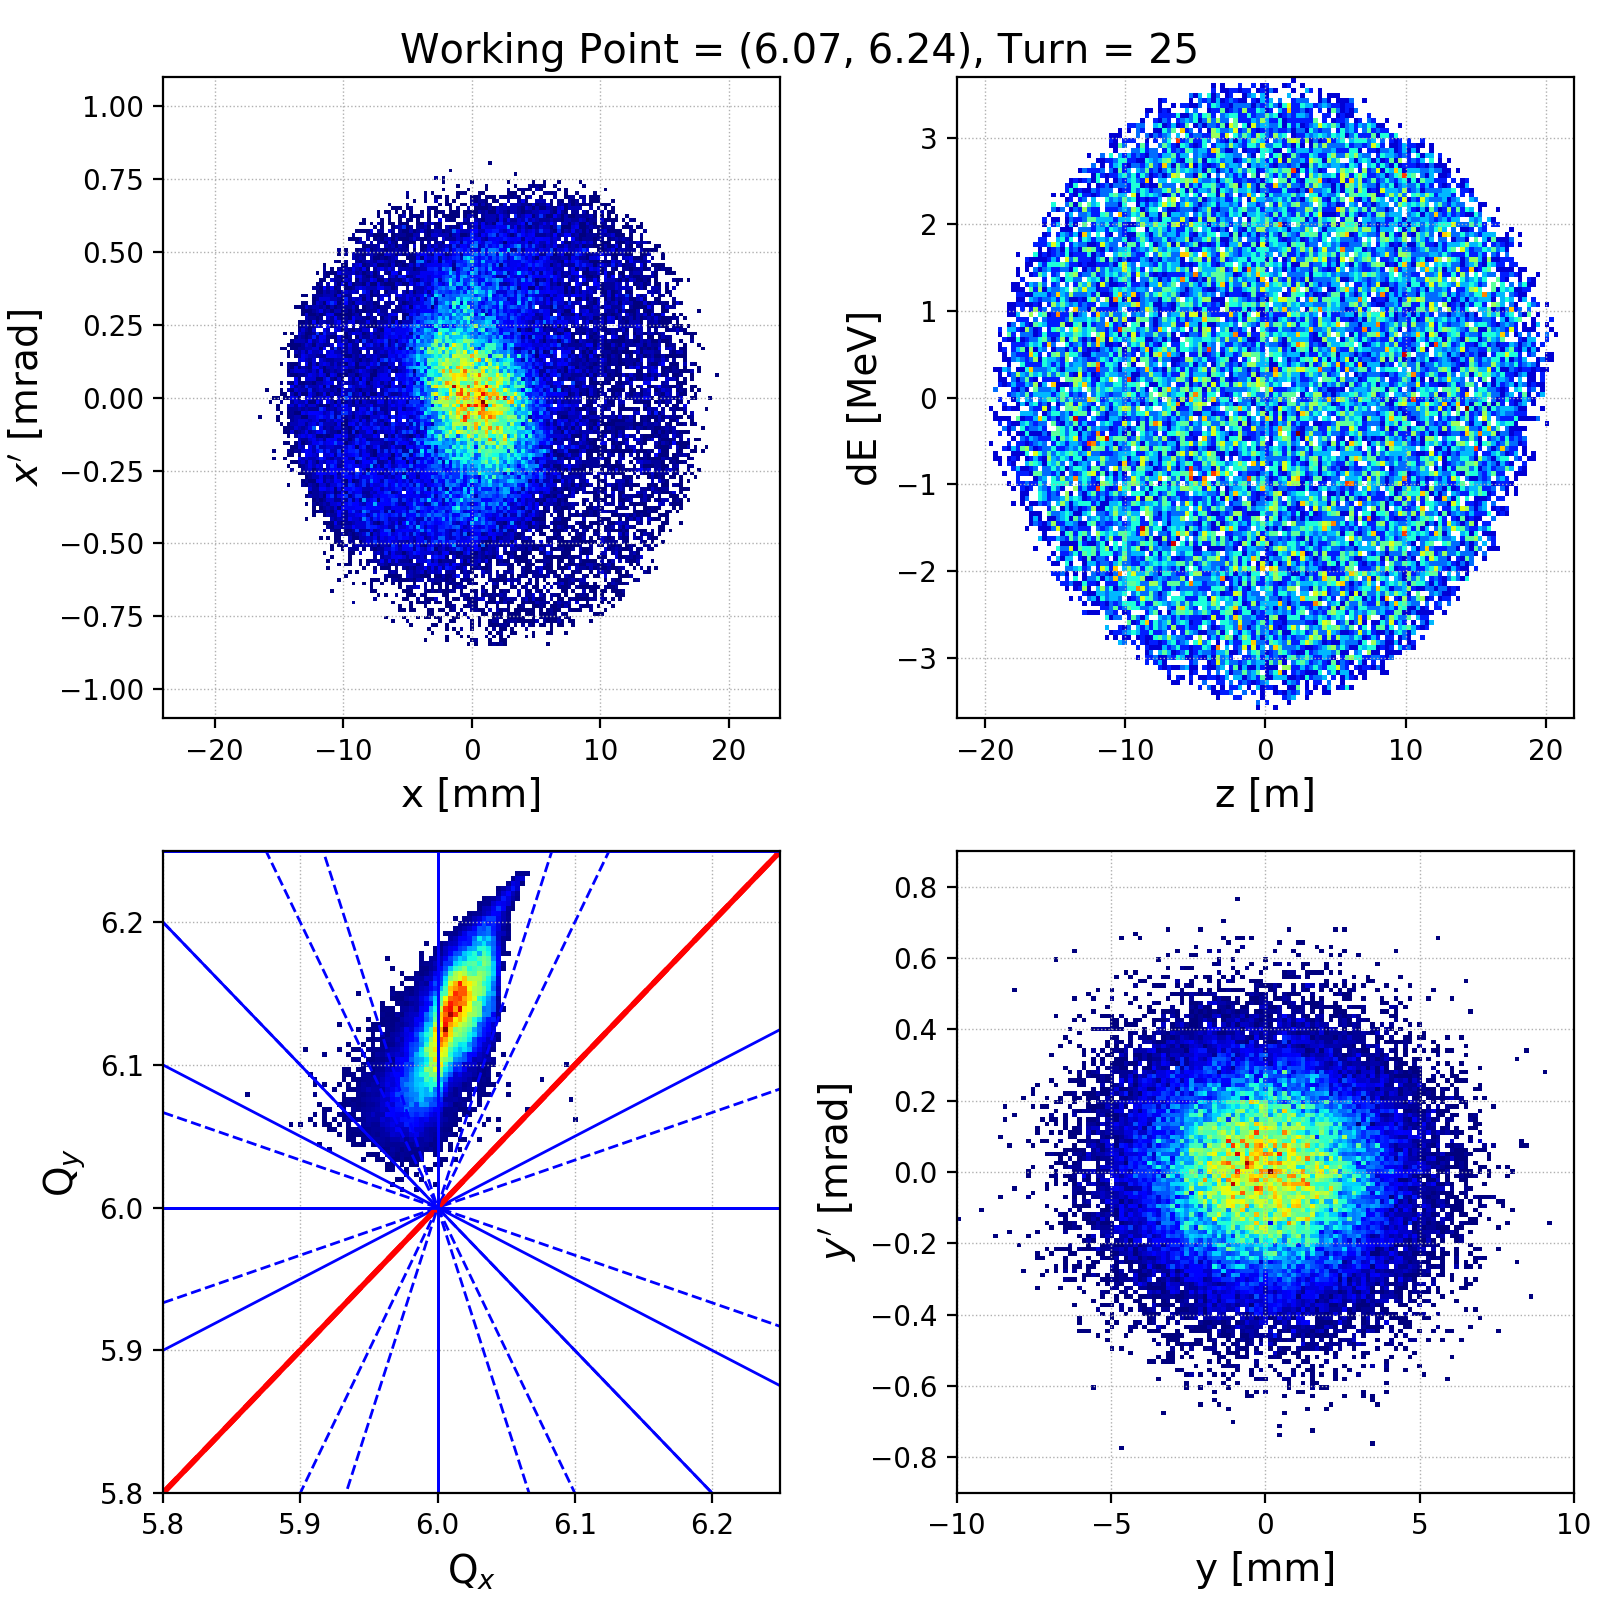 Working Point = (6.07, 6.24), Turn = 25
1.00
0.75
0.50
0.25
0.00
−0.25
−0.50
−0.75
−1.00
x′ [mrad]
−20 −10 0 10 20
x [mm]
3
2
1
0
−1
−2
−3
dE [MeV]
−20 −10 0 10 20
z [m]
6.2
6.1
6.0
5.9
5.8
Qy
5.8 5.9 6.0 6.1 6.2
Qx
0.8
0.6
0.4
0.2
0.0
−0.2
−0.4
−0.6
−0.8
y′ [mrad]
−10 −5 0 5 10
y [mm]